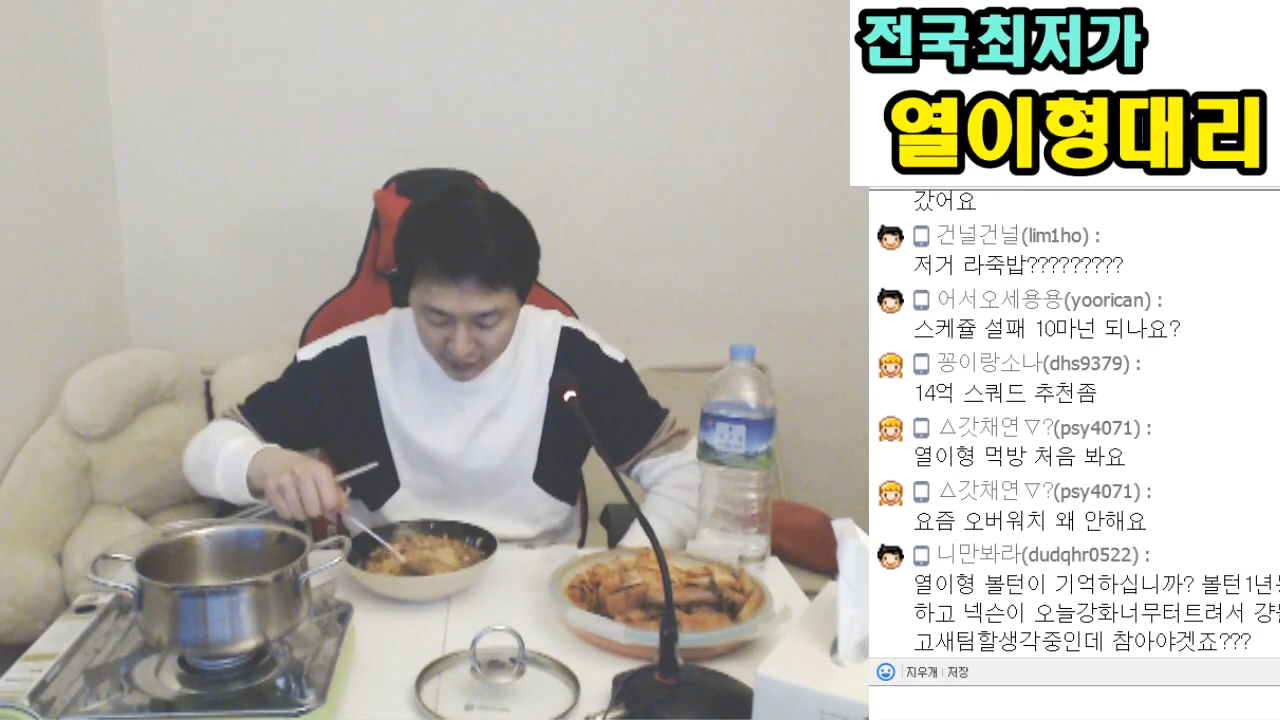 전국최저가
열이형대리
갔어요
건널건널(lim1ho) :
저거 라죽밥?????????
어서오세용용(yoorican) :
스케쥴 설패 10마넌 되나요?
꽁이랑소나(dhs9379) :
14억 스쿼드 추천좀
△갓채연▽?(psy4071) :
열이형 먹방 처음 봐요
△갓채연▽?(psy4071) :
요즘 오버워치 왜 안해요
니만봐라(dudqhr0522) :
열이형 볼턴이 기억하십니까? 볼턴1년
하고 넥슨이 오늘강화너무터트려서
고새팀할생각중인데 참아야겟죠???
지우개 저장